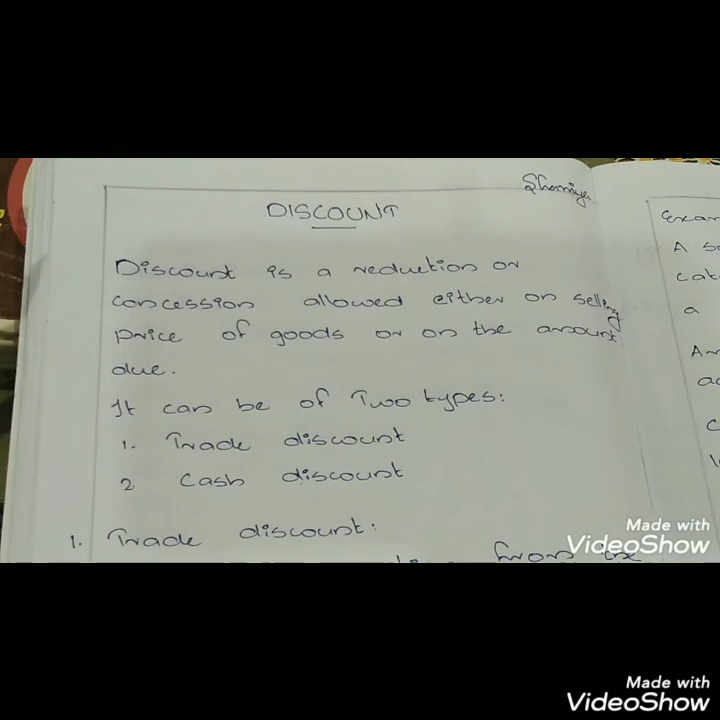 DISCOUNT
Discount is a reduction or
concession allowed either on selling
price of goods or on the amount
due.
It can be of Two types:
1. Trade discount
2 Cash discount
1. Trade discount:
from the
A
a
Made with
VideoShow
Made with
VideoShow